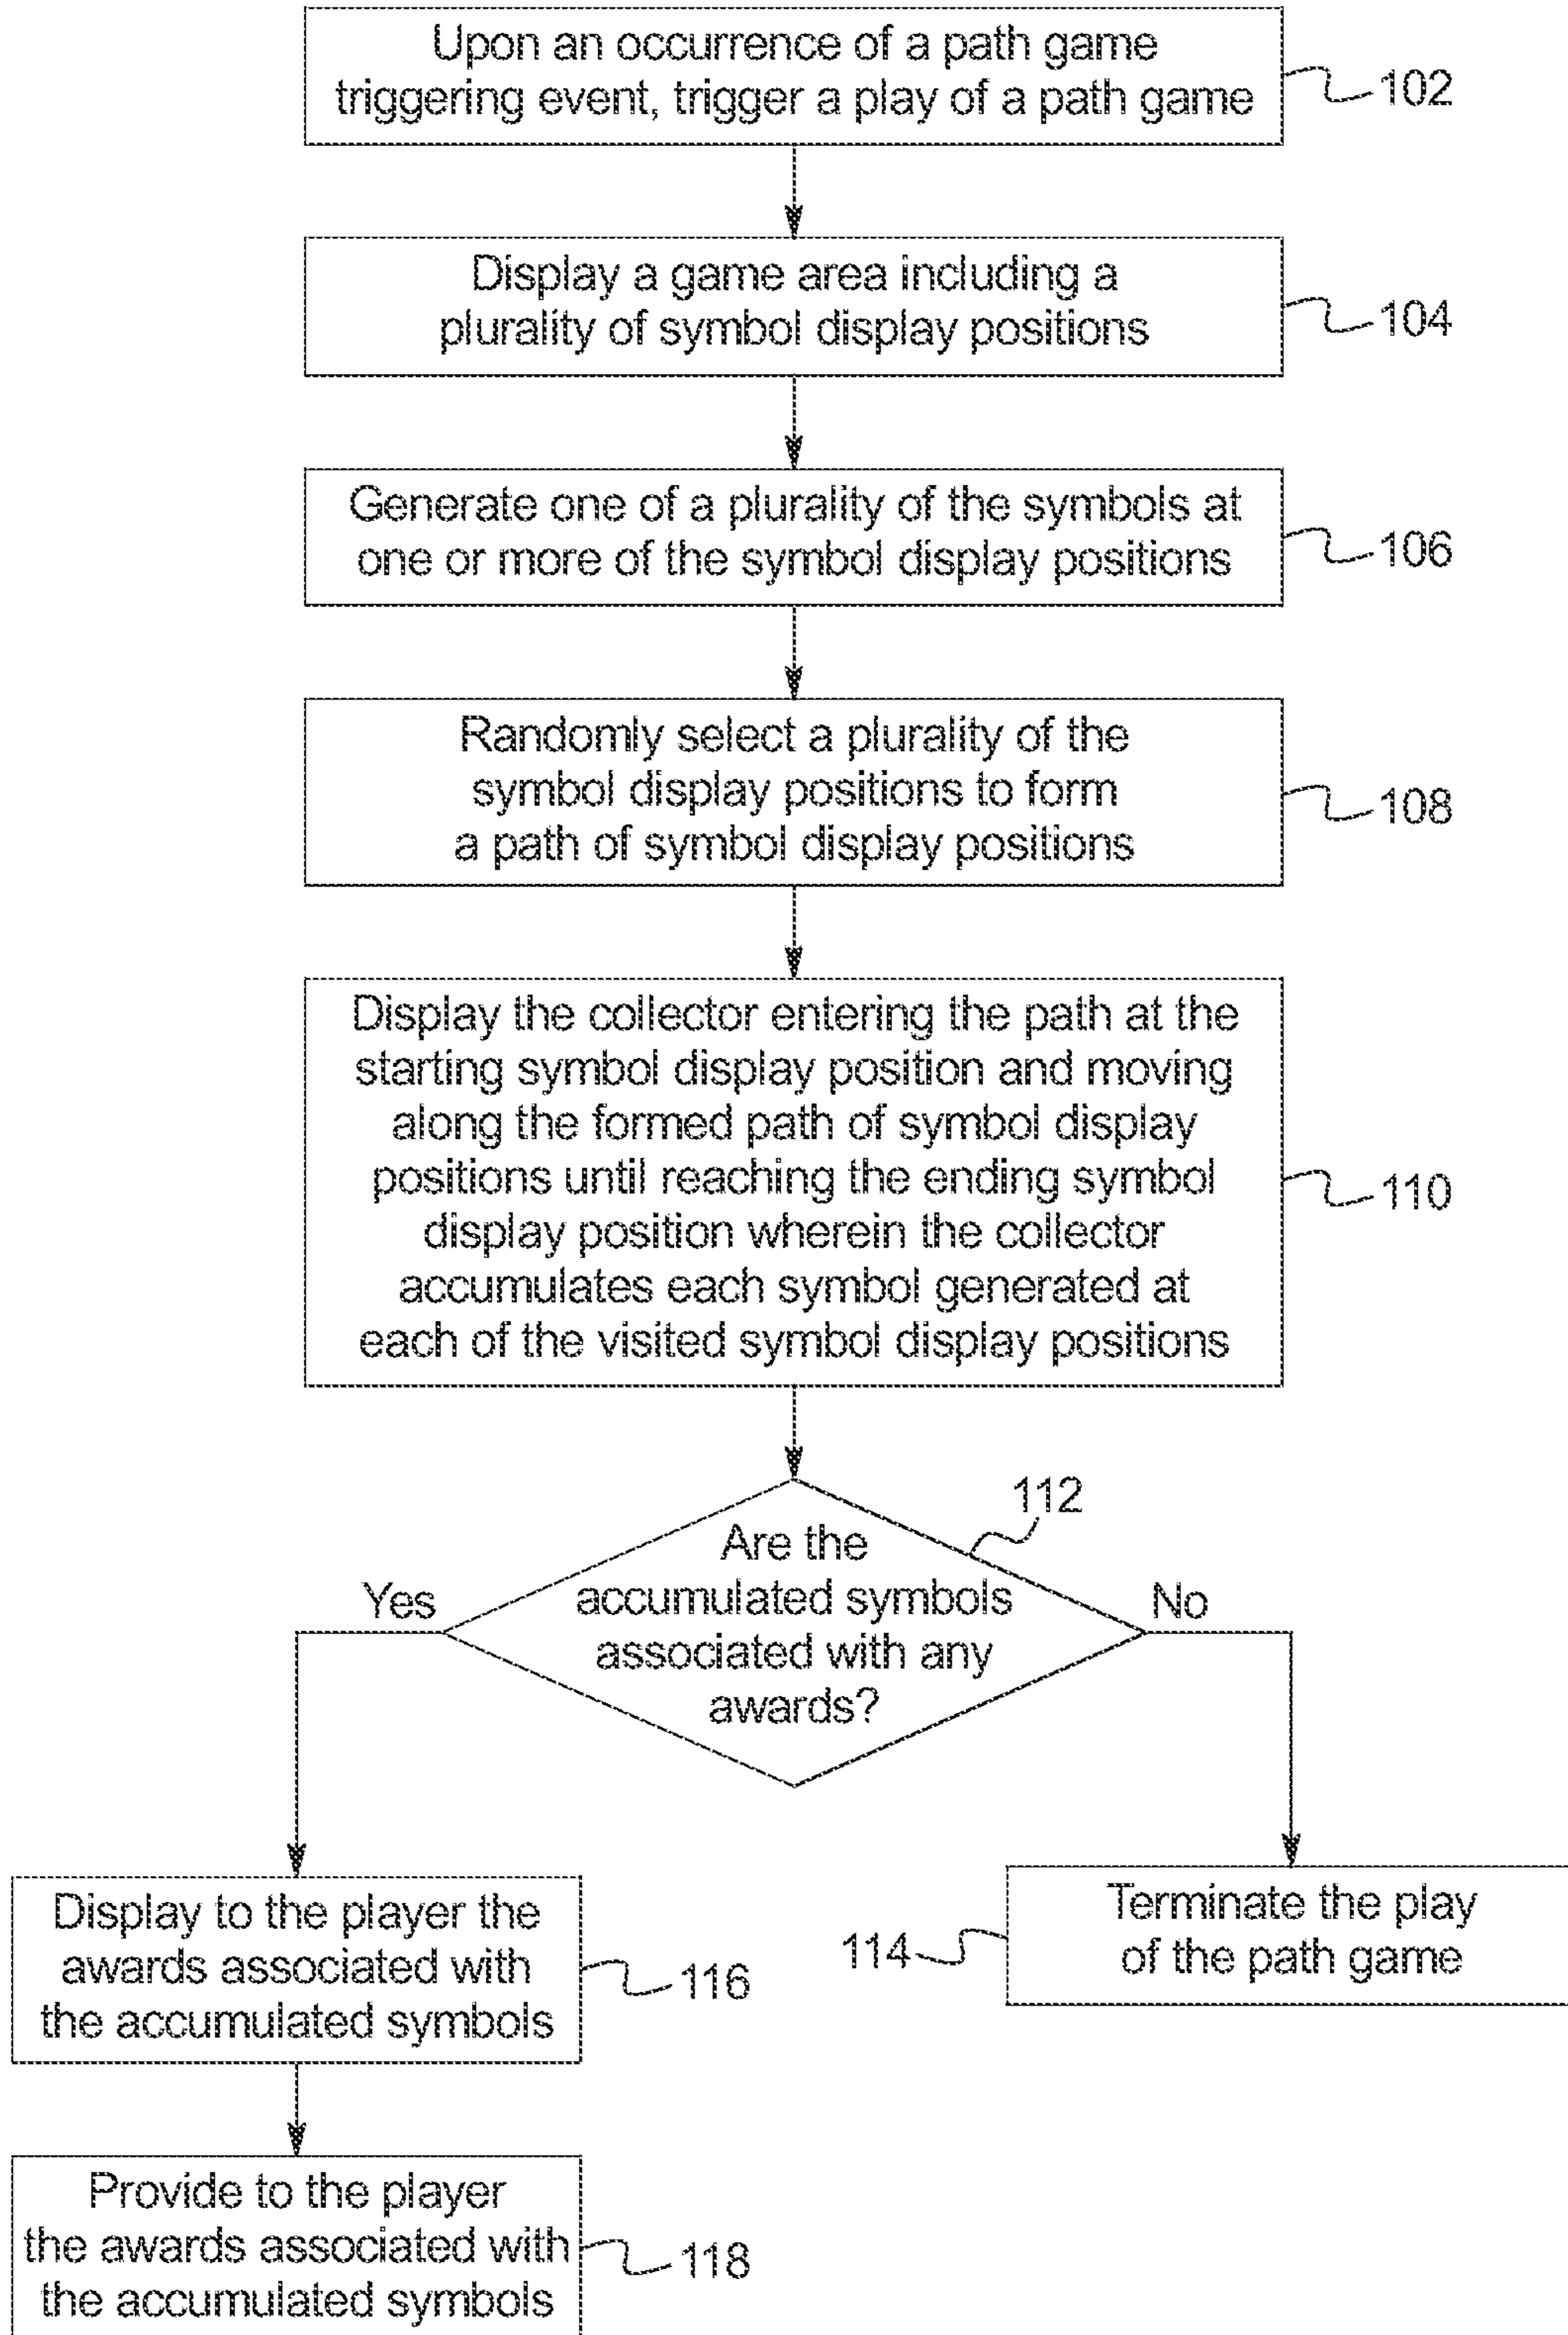 Upon an occurrence of a path game
triggering event, trigger a play of a path game
102
Display a game area including a
plurality of symbol display positions
104
Generate one of a plurality of the symbols at
one or more of the symbol display positions
106
Randomly select a plurality of the
symbol display positions to form
a path of symbol display positions
108
Display the collector entering the path at the
starting symbol display position and moving
along the formed path of symbol display
positions until reaching the ending symbol
display position wherein the collector
accumulates each symbol generated at
each of the visited symbol display positions
110
112
Are the
accumulated symbols
associated with any
awards?
Yes
No
Display to the player the
awards associated with
the accumulated symbols
116
114
Terminate the play
of the path game
Provide to the player
the awards associated with
the accumulated symbols
118